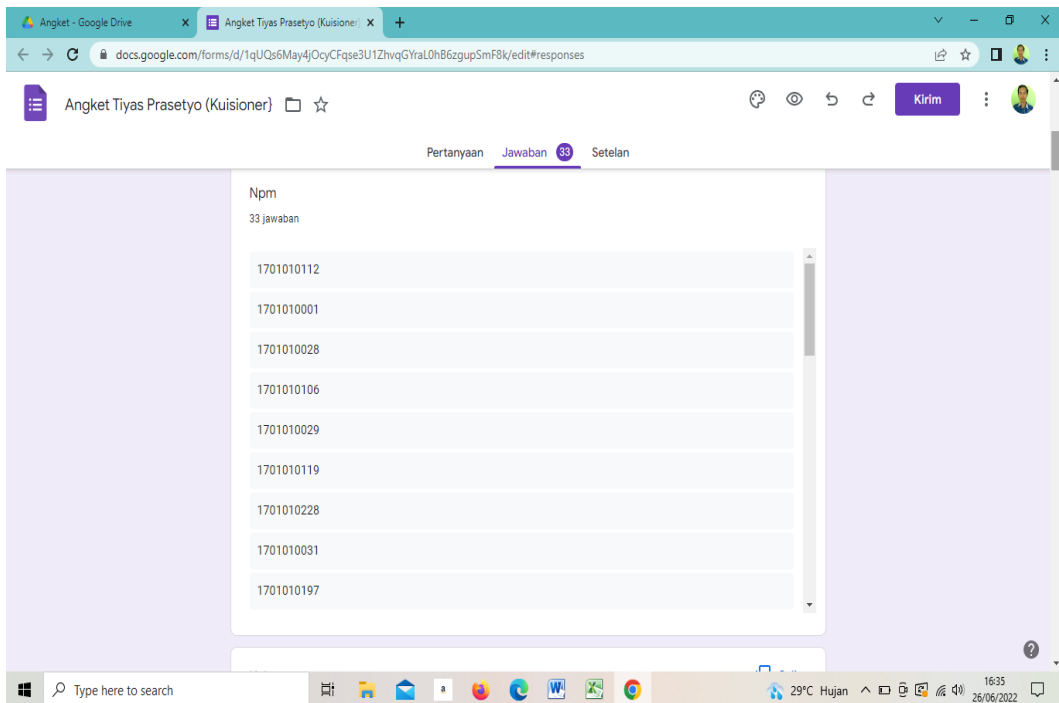 Angket - Google Drive
Angket Tiyas Prasetyo (Kuisioner)
docs.google.com/forms/d/1qUQs6May4jOcyCFqse3U1ZhvqGYraL0hB6zgupSmF8k/edit#responses
Angket Tiyas Prasetyo (Kuisioner}
Kirim
Pertanyaan Jawaban 33 Setelan
Npm
33 jawaban
1701010112
1701010001
1701010028
1701010106
1701010029
1701010119
1701010228
1701010031
1701010197
Type here to search
a
29°C Hujan
16:35
26/06/2022